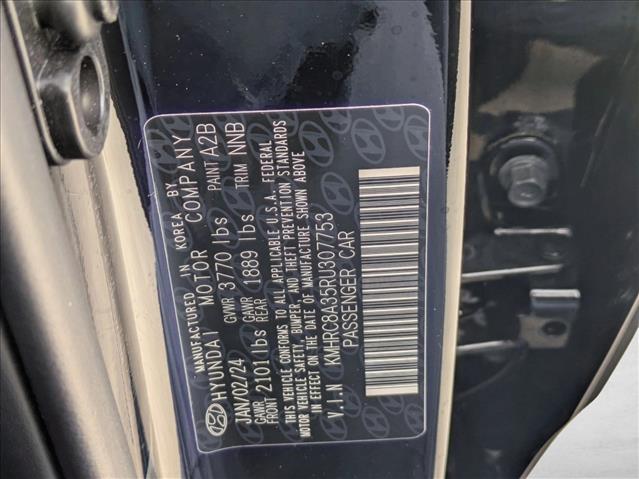 MANUFACTURED IN KOREA BY
HYUNDAI MOTOR COMPANY
JAN/02/24 GVWR 3770 lbs PAINT A2B
GAWR FRONT 2101 lbs GAWR REAR 1889 lbs TRIM NNB
THIS VEHICLE CONFORMS TO ALL APPLICABLE U.S.A. FEDERAL
MOTOR VEHICLE SAFETY, BUMPER, AND THEFT PREVENTION STANDARDS
IN EFFECT ON THE DATE OF MANUFACTURE SHOWN ABOVE
V.I.N KMHRC8A35RU307753
PASSENGER CAR